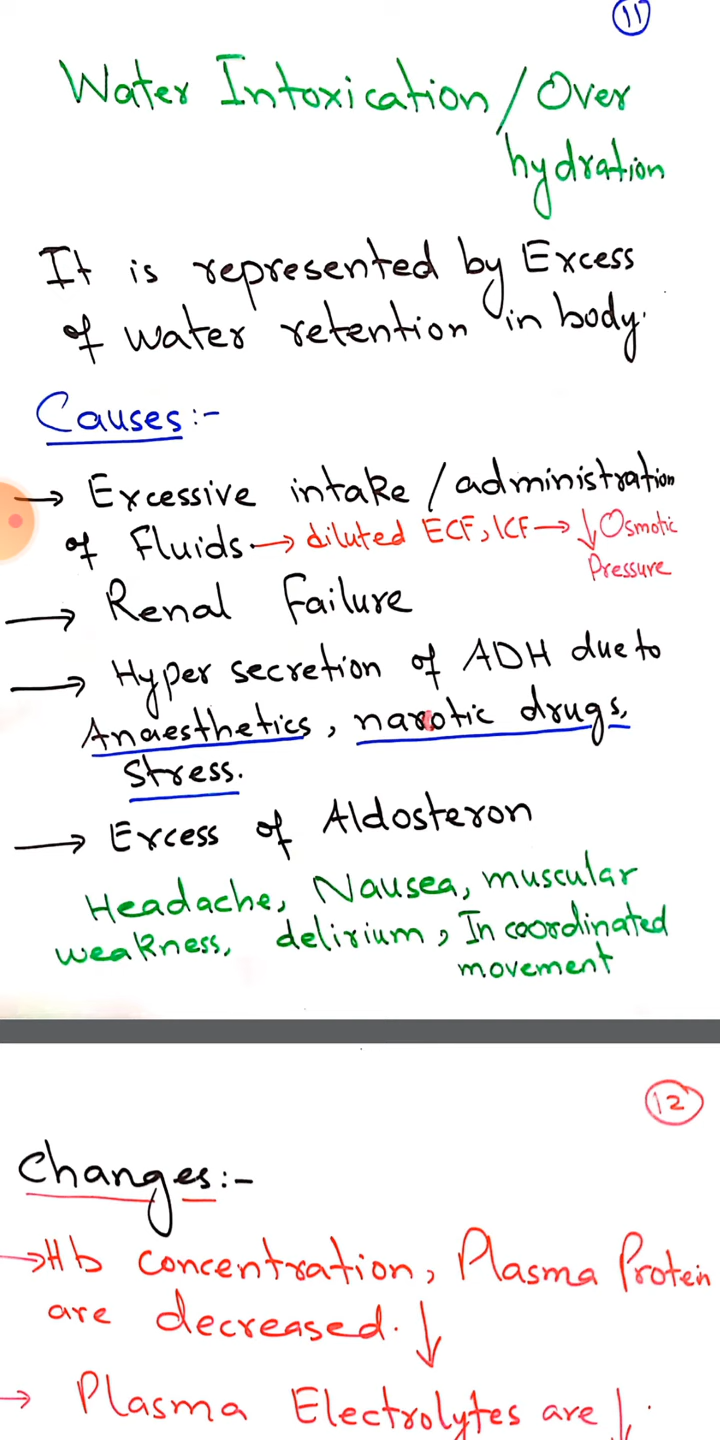 11
Water Intoxication / Over
hydration
It is represented by Excess
of water retention in body.
Causes :-
→ Excessive intake / administration
of Fluids → diluted ECF, ICF → ↓ Osmotic
Pressure
→ Renal Failure
→ Hyper secretion of ADH due to
Anaesthetics, narotic drugs,
Stress.
→ Excess of Aldosteron
Headache, Nausea, muscular
weakness, delirium, In coordinated
movement
12
Changes :-
→ Hb concentration, Plasma Protein
are decreased. ↓
→ Plasma Electrolytes are ↓.